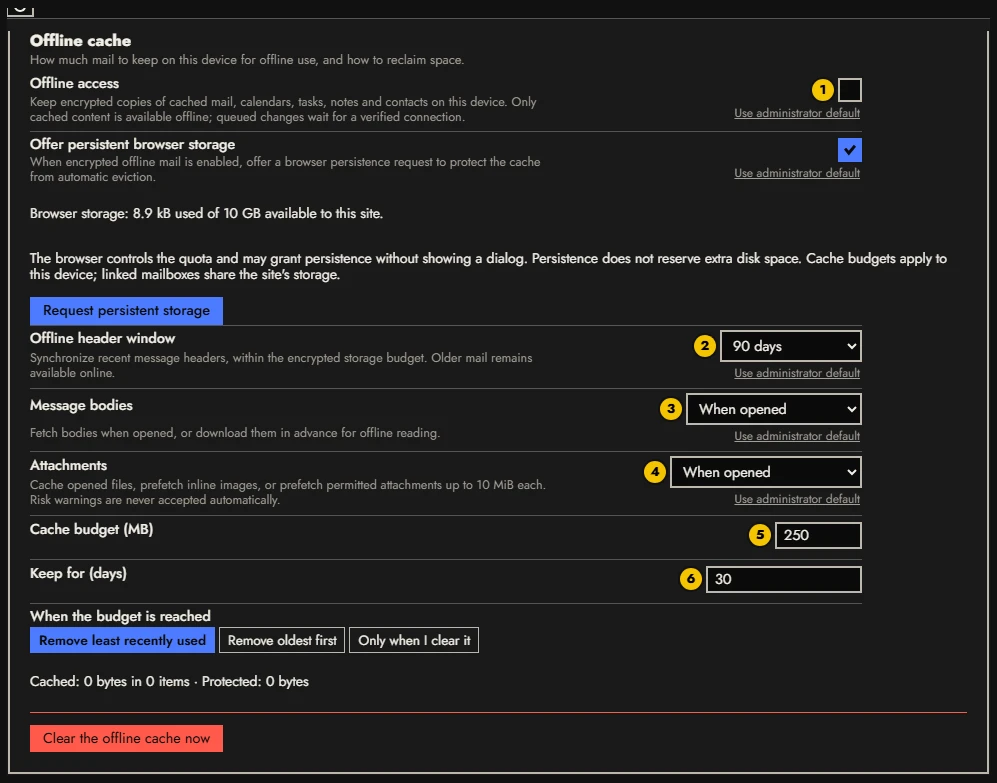 Offline cache
How much mail to keep on this device for offline use, and how to reclaim space.
Offline access
Keep encrypted copies of cached mail, calendars, tasks, notes and contacts on this device. Only
cached content is available offline; queued changes wait for a verified connection.
1
Use administrator default
Offer persistent browser storage
When encrypted offline mail is enabled, offer a browser persistence request to protect the cache
from automatic eviction.
Use administrator default
Browser storage: 8.9 kB used of 10 GB available to this site.
The browser controls the quota and may grant persistence without showing a dialog. Persistence does not reserve extra disk space. Cache budgets apply to
this device; linked mailboxes share the site's storage.
Request persistent storage
Offline header window
Synchronize recent message headers, within the encrypted storage budget. Older mail remains
available online.
2 90 days
Use administrator default
Message bodies
Fetch bodies when opened, or download them in advance for offline reading.
3 When opened
Use administrator default
Attachments
Cache opened files, prefetch inline images, or prefetch permitted attachments up to 10 MiB each.
Risk warnings are never accepted automatically.
4 When opened
Use administrator default
Cache budget (MB)
5 250
Keep for (days)
6 30
When the budget is reached
Remove least recently used Remove oldest first Only when I clear it
Cached: 0 bytes in 0 items · Protected: 0 bytes
Clear the offline cache now